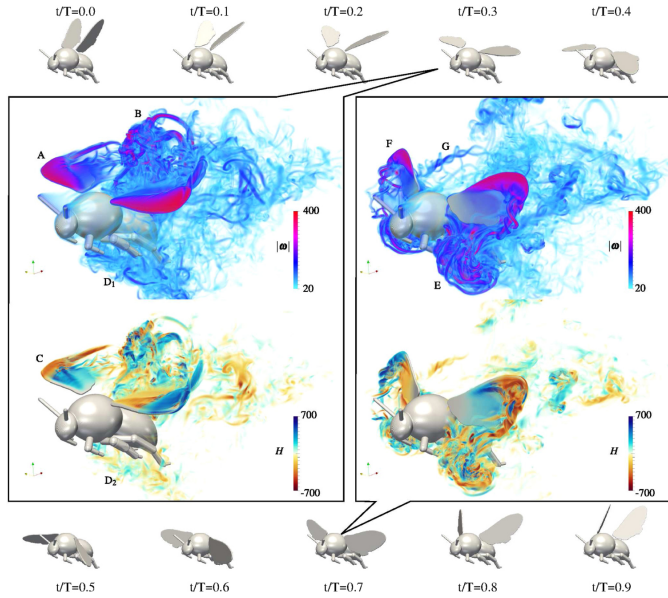 t/T=0.0 t/T=0.1 t/T=0.2 t/T=0.3 t/T=0.4
A
B
400
|ω|
20
D1
F
G
400
|ω|
20
E
C
700
H
-700
D2
700
H
-700
t/T=0.5 t/T=0.6 t/T=0.7 t/T=0.8 t/T=0.9